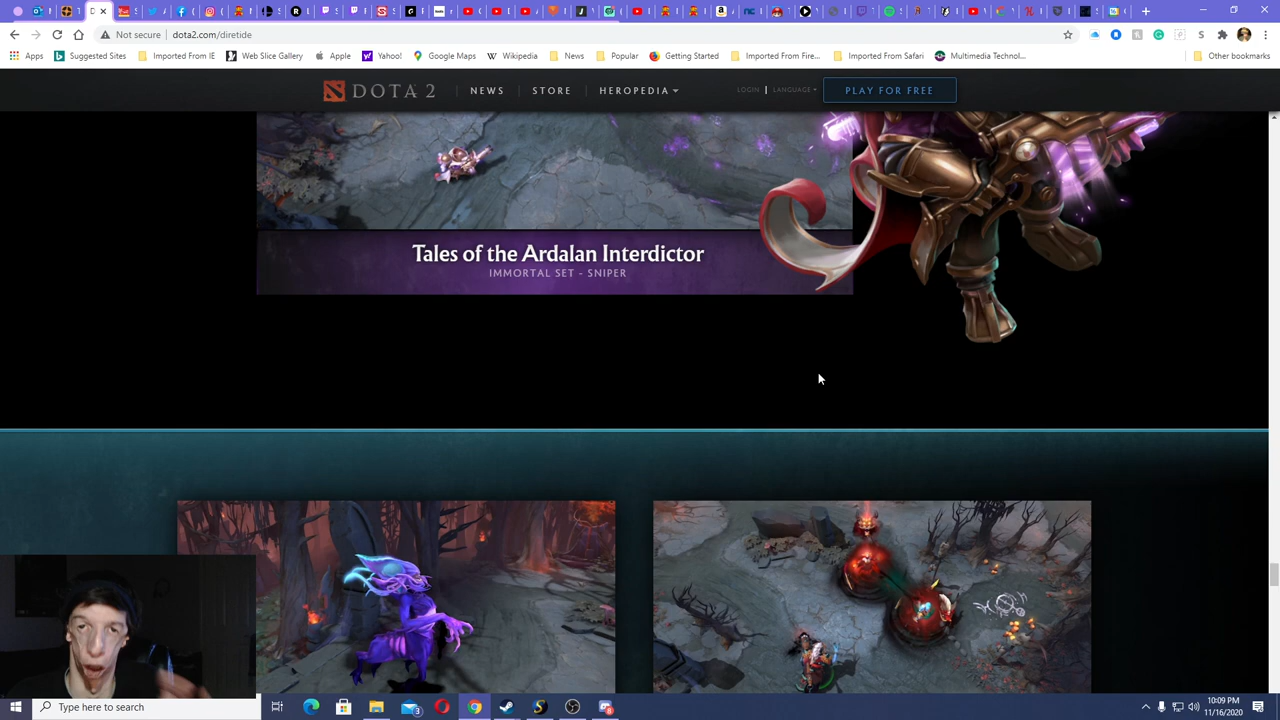 Not secure | dota2.com/diretide
Apps
Suggested Sites
Imported From IE
Web Slice Gallery
Apple
Yahoo!
Google Maps
Wikipedia
News
Popular
Getting Started
Imported From Fire...
Imported From Safari
Multimedia Technol...
Other bookmarks
DOTA 2
NEWS
STORE
HEROPEDIA
LOGIN
LANGUAGE
PLAY FOR FREE
Tales of the Ardalan Interdictor
IMMORTAL SET - SNIPER
Type here to search
10:09 PM
11/16/2020